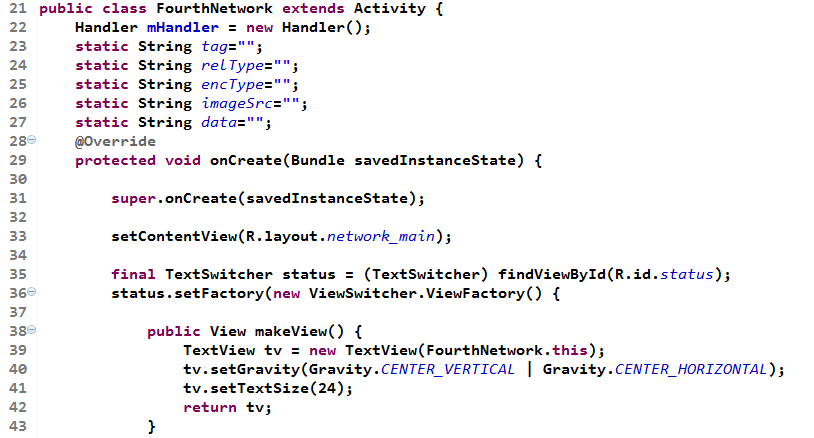 21 public class FourthNetwork extends Activity {
22     Handler mHandler = new Handler();
23     static String tag="";
24     static String relType="";
25     static String encType="";
26     static String imageSrc="";
27     static String data="";
28     @Override
29     protected void onCreate(Bundle savedInstanceState) {
30
31         super.onCreate(savedInstanceState);
32
33         setContentView(R.layout.network_main);
34
35         final TextSwitcher status = (TextSwitcher) findViewById(R.id.status);
36         status.setFactory(new ViewSwitcher.ViewFactory() {
37
38             public View makeView() {
39                 TextView tv = new TextView(FourthNetwork.this);
40                 tv.setGravity(Gravity.CENTER_VERTICAL | Gravity.CENTER_HORIZONTAL);
41                 tv.setTextSize(24);
42                 return tv;
43             }